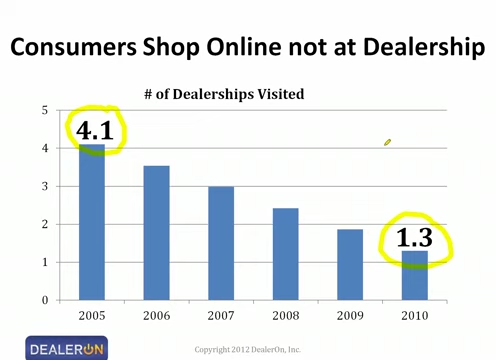 Consumers Shop Online not at Dealership
# of Dealerships Visited
5
4.1
4
3
2
1.3
1
0
2005 2006 2007 2008 2009 2010
DEALERON
Copyright 2012 DealerOn, Inc.